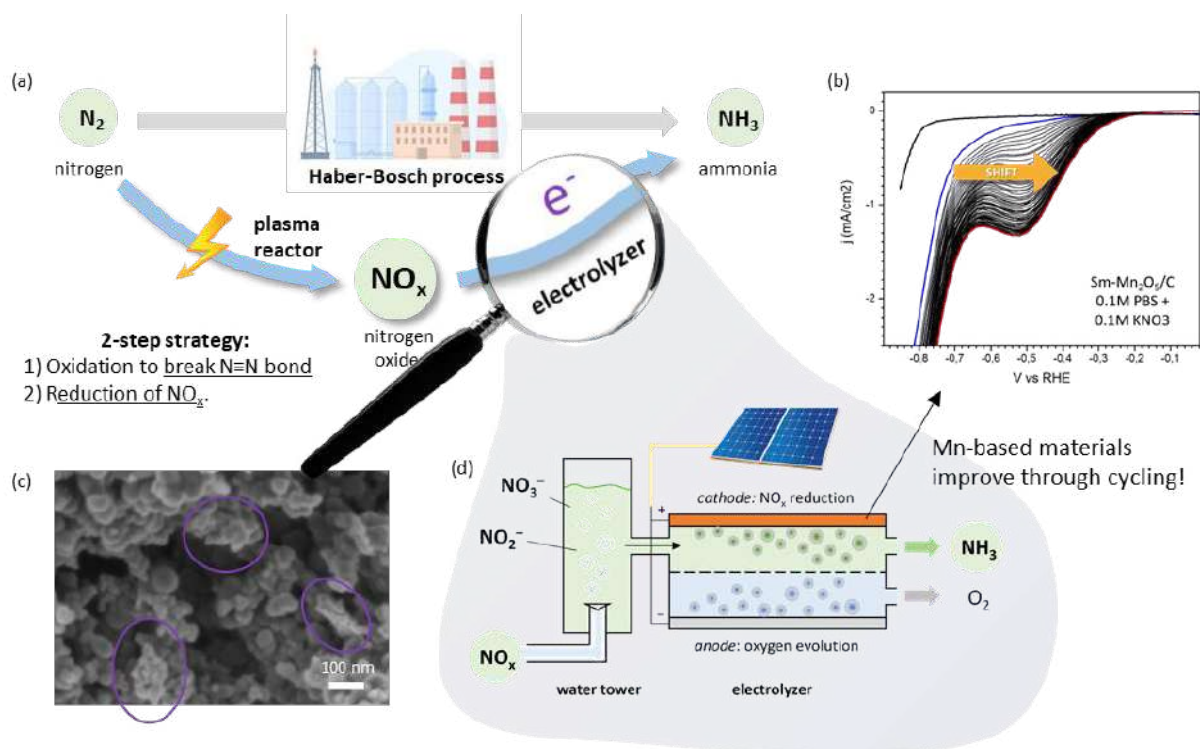 (a)
N₂
nitrogen
Haber-Bosch process
NH₃
ammonia
plasma
reactor
NOₓ
nitrogen
oxide
e⁻
electrolyzer
2-step strategy:
1) Oxidation to break N≡N bond
2) Reduction of NOₓ.
(b)
0
-1
-2
j (mA/cm2)
SHIFT
Sm-Mn₂O₅/C
0.1M PBS +
0.1M KNO3
-0,8 -0,7 -0,6 -0,5 -0,4 -0,3 -0,2 -0,1
V vs RHE
Mn-based materials
improve through cycling!
(c)
100 nm
(d)
NO₃⁻
NO₂⁻
NOₓ
water tower
cathode: NOₓ reduction
+
−
anode: oxygen evolution
electrolyzer
NH₃
O₂